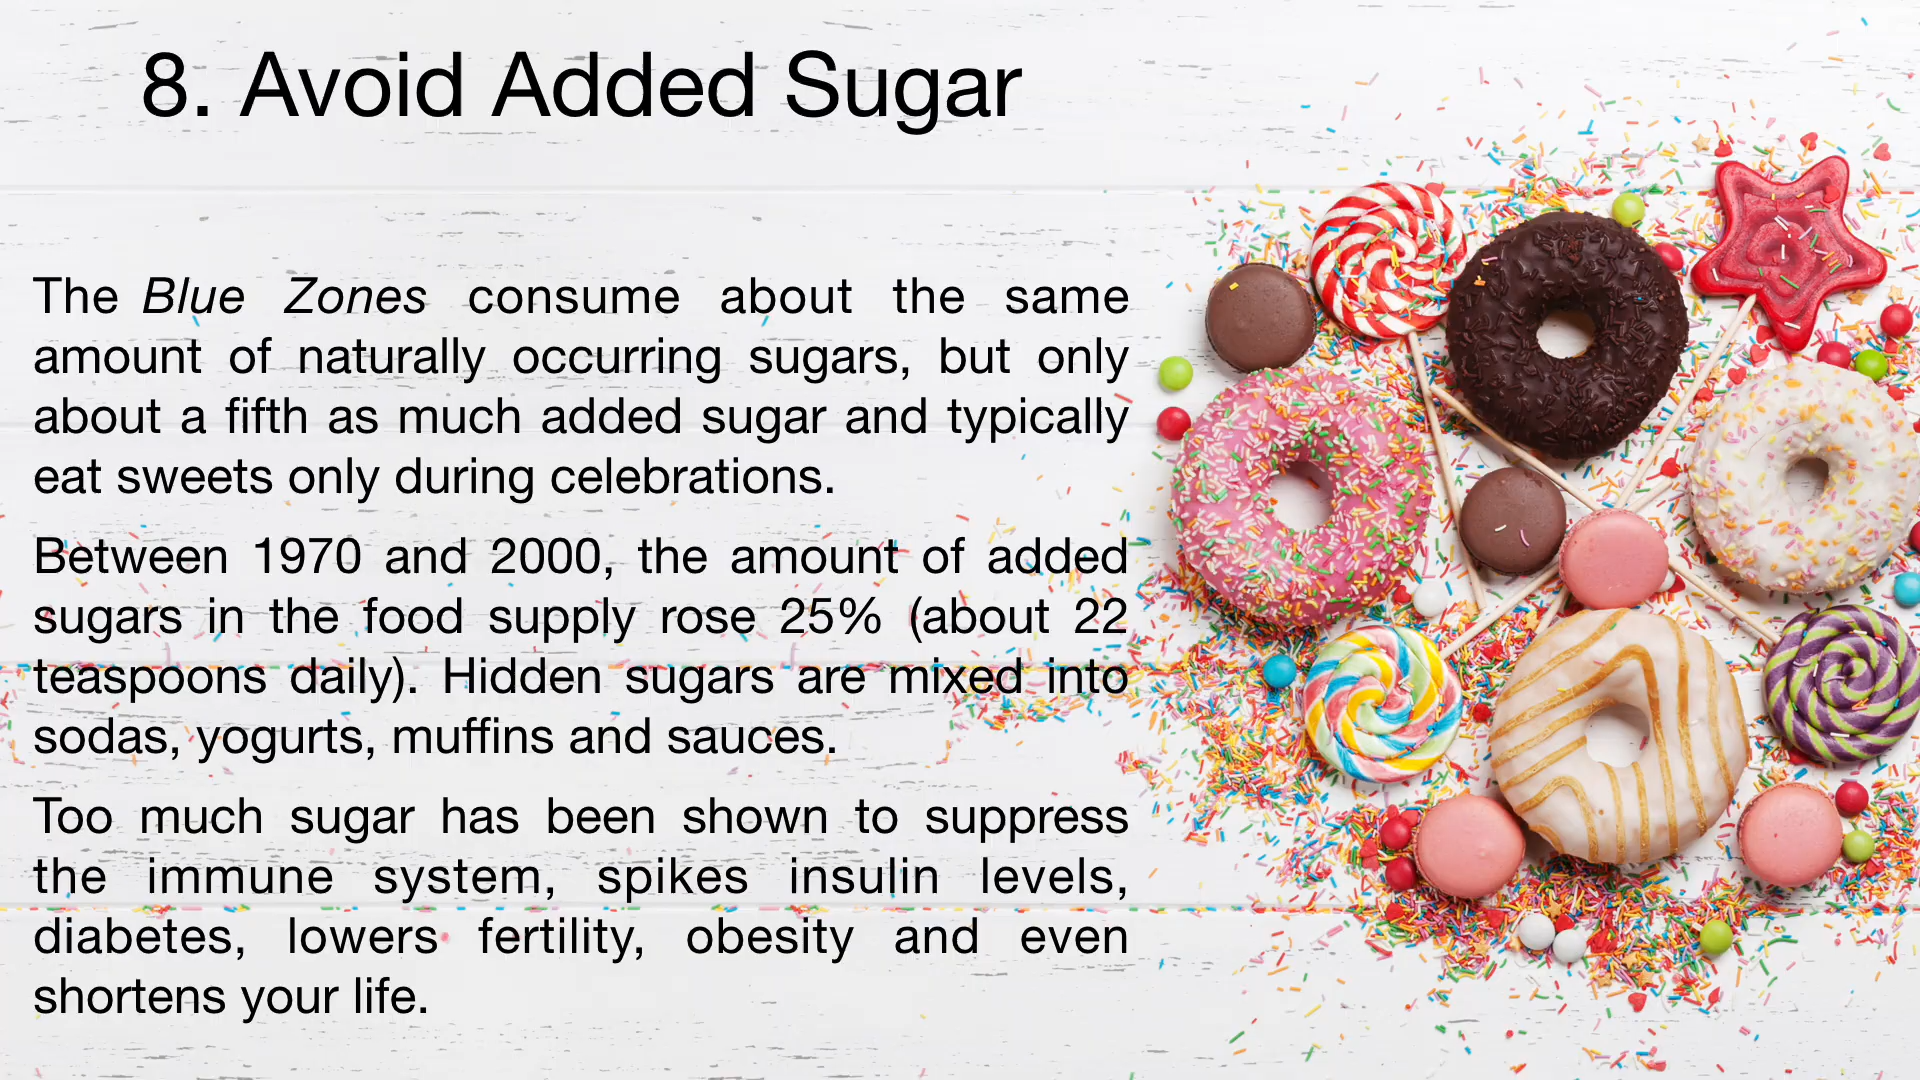 8. Avoid Added Sugar
The Blue Zones consume about the same
amount of naturally occurring sugars, but only
about a fifth as much added sugar and typically
eat sweets only during celebrations.
Between 1970 and 2000, the amount of added
sugars in the food supply rose 25% (about 22
teaspoons daily). Hidden sugars are mixed into
sodas, yogurts, muffins and sauces.
Too much sugar has been shown to suppress
the immune system, spikes insulin levels,
diabetes, lowers fertility, obesity and even
shortens your life.